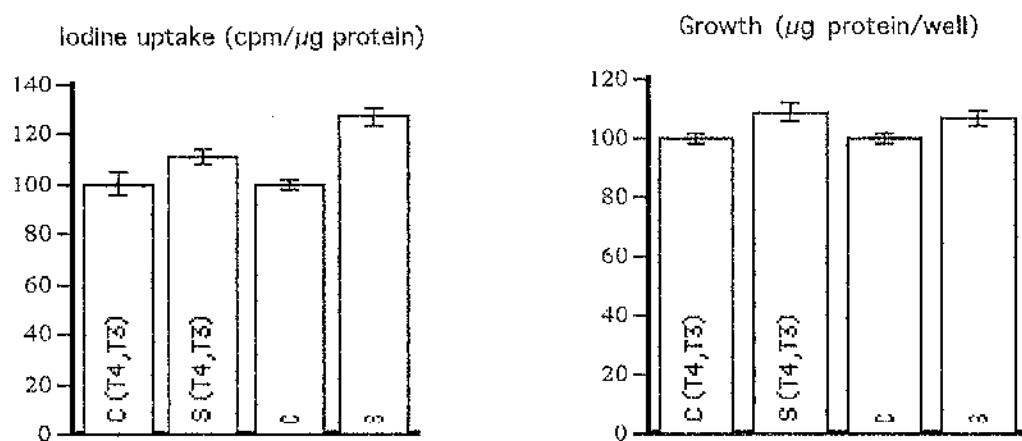 Iodine uptake (cpm/µg protein)
140
120
100
80
60
40
20
0
C (T4,T3)
S (T4,T3)
C
S
Growth (µg protein/well)
120
100
80
60
40
20
0
C (T4,T3)
S (T4,T3)
C
S